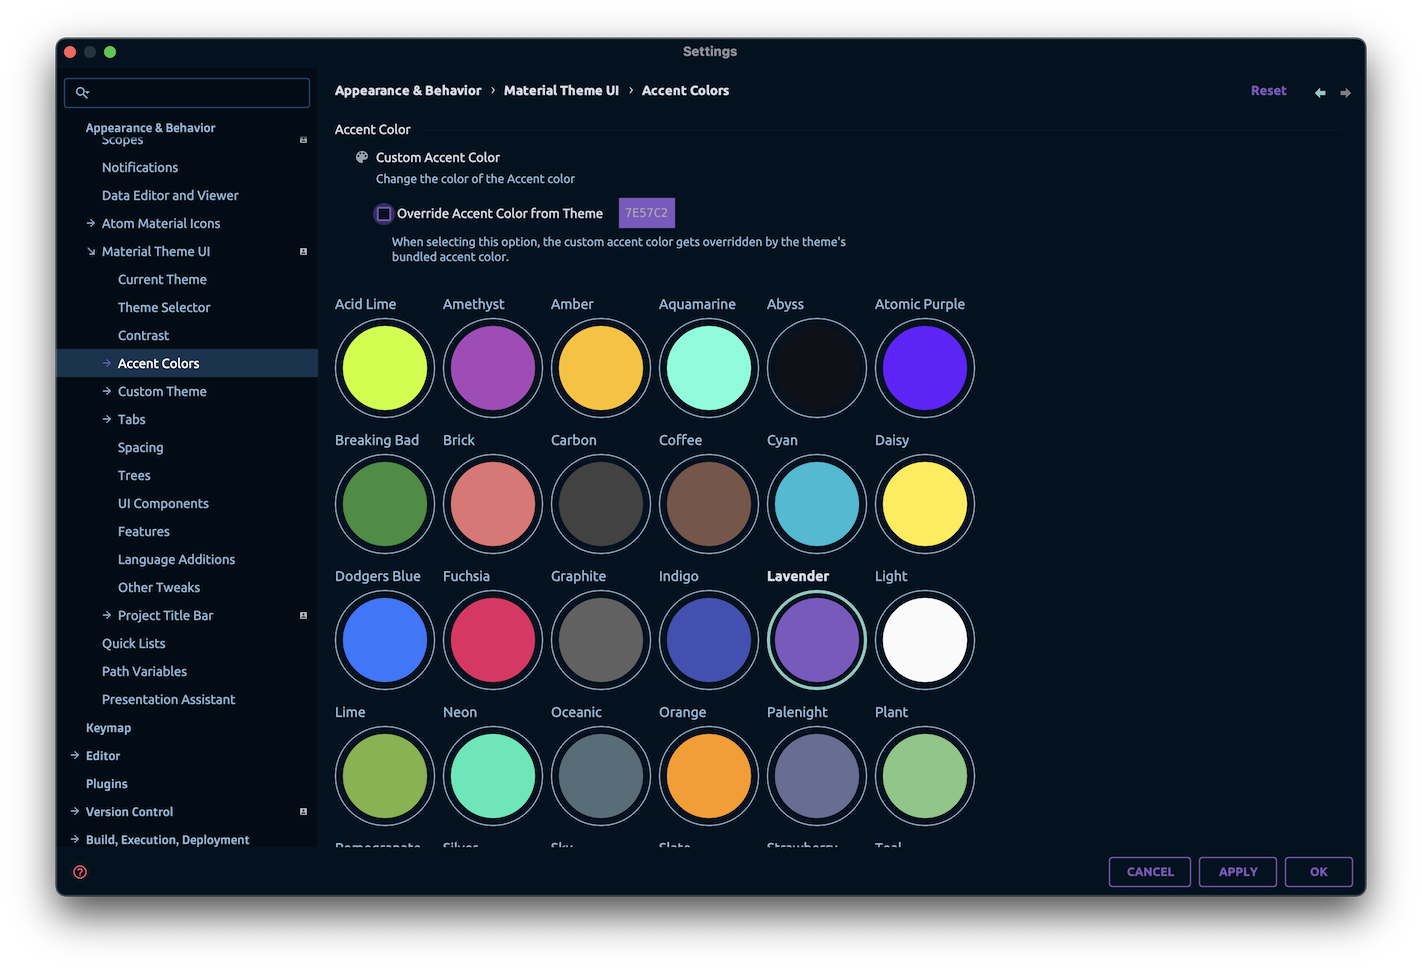 Settings
Appearance & Behavior
Scopes
Notifications
Data Editor and Viewer
Atom Material Icons
Material Theme UI
Current Theme
Theme Selector
Contrast
Accent Colors
Custom Theme
Tabs
Spacing
Trees
UI Components
Features
Language Additions
Other Tweaks
Project Title Bar
Quick Lists
Path Variables
Presentation Assistant
Keymap
Editor
Plugins
Version Control
Build, Execution, Deployment
Appearance & Behavior › Material Theme UI › Accent Colors
Reset
Accent Color
Custom Accent Color
Change the color of the Accent color
Override Accent Color from Theme 7E57C2
When selecting this option, the custom accent color gets overridden by the theme's
bundled accent color.
Acid Lime Amethyst Amber Aquamarine Abyss Atomic Purple
Breaking Bad Brick Carbon Coffee Cyan Daisy
Dodgers Blue Fuchsia Graphite Indigo Lavender Light
Lime Neon Oceanic Orange Palenight Plant
Pomegranate Silver Sky Slate Strawberry Teal
CANCEL APPLY OK